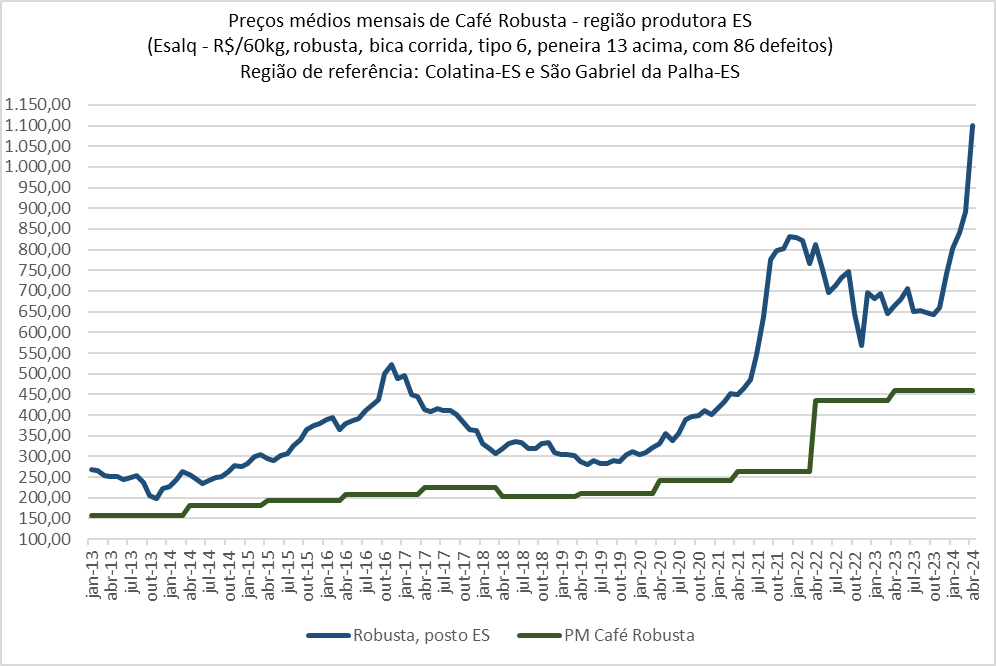 Preços médios mensais de Café Robusta - região produtora ES
(Esalq - R$/60kg, robusta, bica corrida, tipo 6, peneira 13 acima, com 86 defeitos)
Região de referência: Colatina-ES e São Gabriel da Palha-ES
1.150,00
1.100,00
1.050,00
1.000,00
950,00
900,00
850,00
800,00
750,00
700,00
650,00
600,00
550,00
500,00
450,00
400,00
350,00
300,00
250,00
200,00
150,00
100,00
jan-13
abr-13
jul-13
out-13
jan-14
abr-14
jul-14
out-14
jan-15
abr-15
jul-15
out-15
jan-16
abr-16
jul-16
out-16
jan-17
abr-17
jul-17
out-17
jan-18
abr-18
jul-18
out-18
jan-19
abr-19
jul-19
out-19
jan-20
abr-20
jul-20
out-20
jan-21
abr-21
jul-21
out-21
jan-22
abr-22
jul-22
out-22
jan-23
abr-23
jul-23
out-23
jan-24
abr-24
Robusta, posto ES
PM Café Robusta